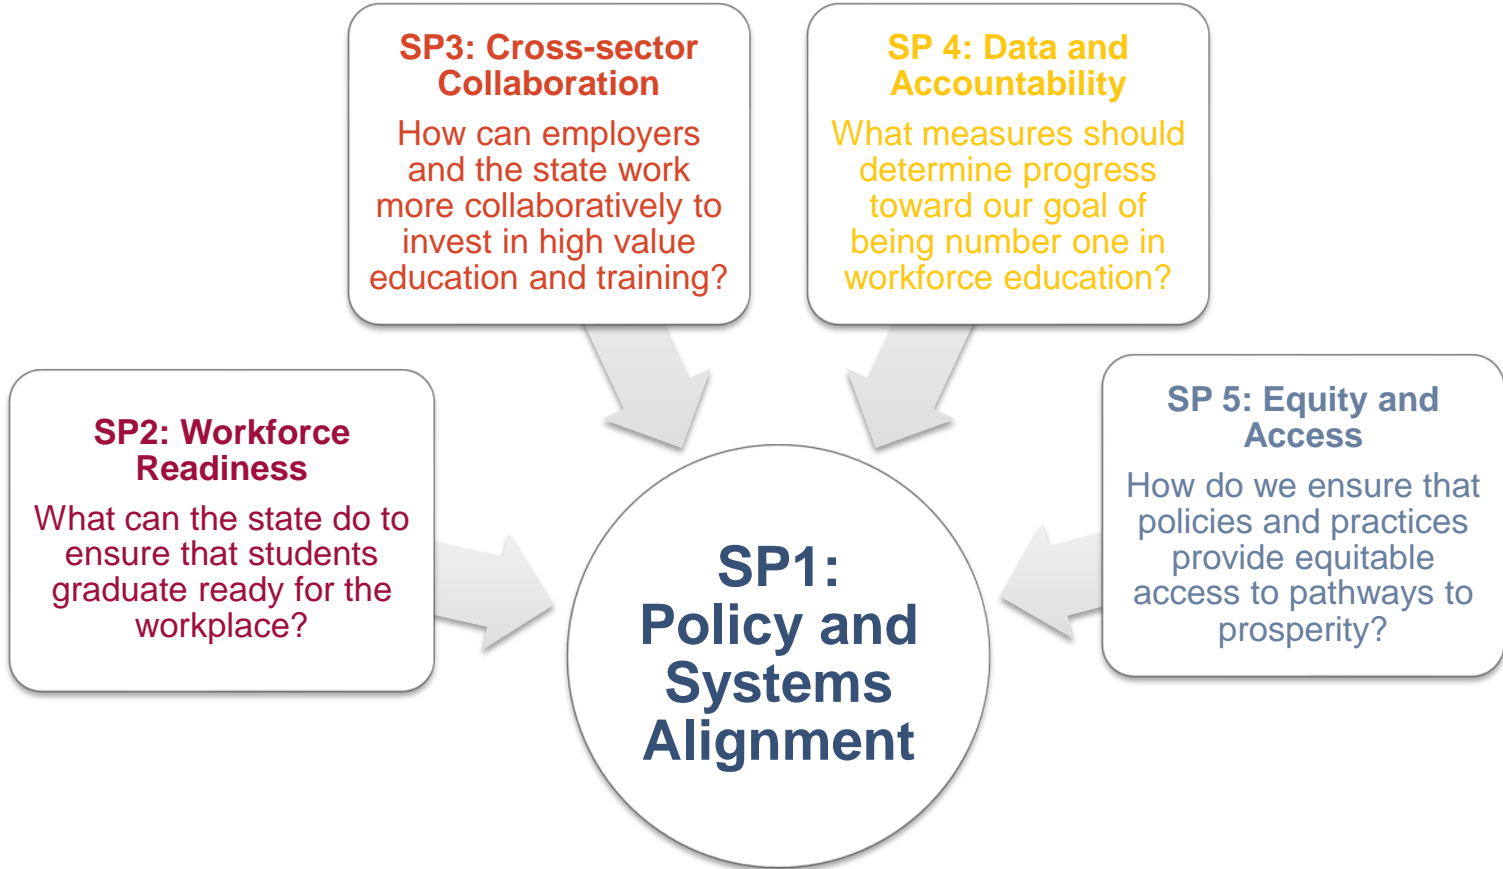 SP3: Cross-sector
Collaboration
How can employers
and the state work
more collaboratively to
invest in high value
education and training?
SP 4: Data and
Accountability
What measures should
determine progress
toward our goal of
being number one in
workforce education?
SP2: Workforce
Readiness
What can the state do to
ensure that students
graduate ready for the
workplace?
SP 5: Equity and
Access
How do we ensure that
policies and practices
provide equitable
access to pathways to
prosperity?
SP1:
Policy and
Systems
Alignment